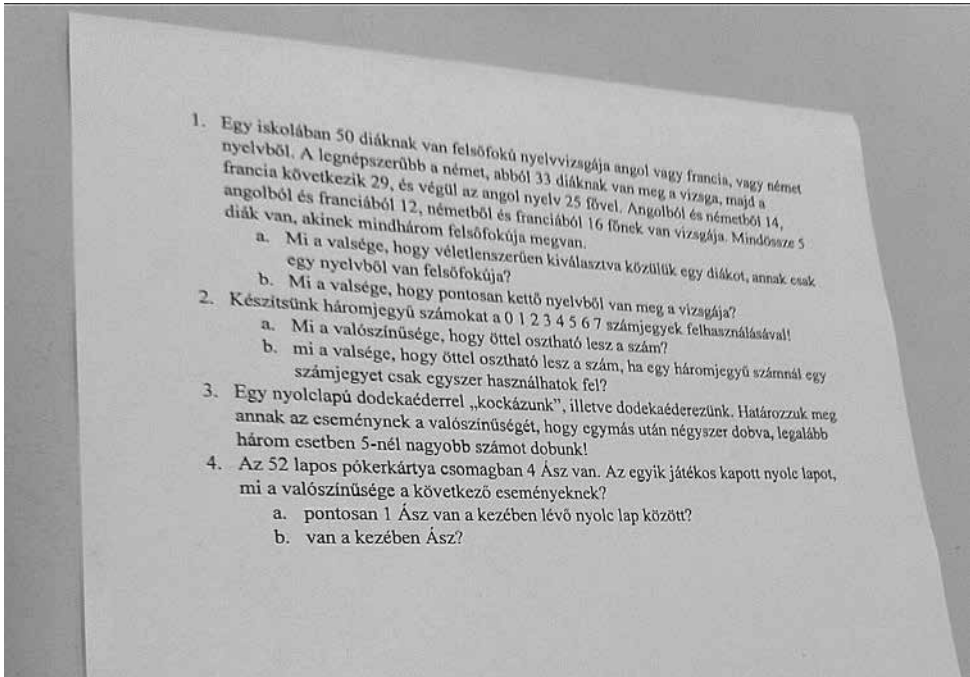 1. Egy iskolában 50 diáknak van felsőfokú nyelvvizsgája angol vagy francia, vagy német
nyelvből. A legnépszerűbb a német, abból 33 diáknak van meg a vizsga, majd a
francia következik 29, és végül az angol nyelv 25 fővel. Angolból és németből 14,
angolból és franciából 12, németből és franciából 16 főnek van vizsgája. Mindössze 5
diák van, akinek mindhárom felsőfokúja megvan.
a. Mi a valsége, hogy véletlenszerűen kiválasztva közülük egy diákot, annak csak
egy nyelvből van felsőfokúja?
b. Mi a valsége, hogy pontosan kettő nyelvből van meg a vizsgája?
2. Készítsünk háromjegyű számokat a 0 1 2 3 4 5 6 7 számjegyek felhasználásával!
a. Mi a valószínűsége, hogy öttel osztható lesz a szám?
b. mi a valsége, hogy öttel osztható lesz a szám, ha egy háromjegyű számnál egy
számjegyet csak egyszer használhatok fel?
3. Egy nyolclapú dodekaéderrel „kockázunk”, illetve dodekaéderezünk. Határozzuk meg
annak az eseménynek a valószínűségét, hogy egymás után négyszer dobva, legalább
három esetben 5-nél nagyobb számot dobunk!
4. Az 52 lapos pókerkártya csomagban 4 Ász van. Az egyik játékos kapott nyolc lapot,
mi a valószínűsége a következő eseményeknek?
a. pontosan 1 Ász van a kezében lévő nyolc lap között?
b. van a kezében Ász?